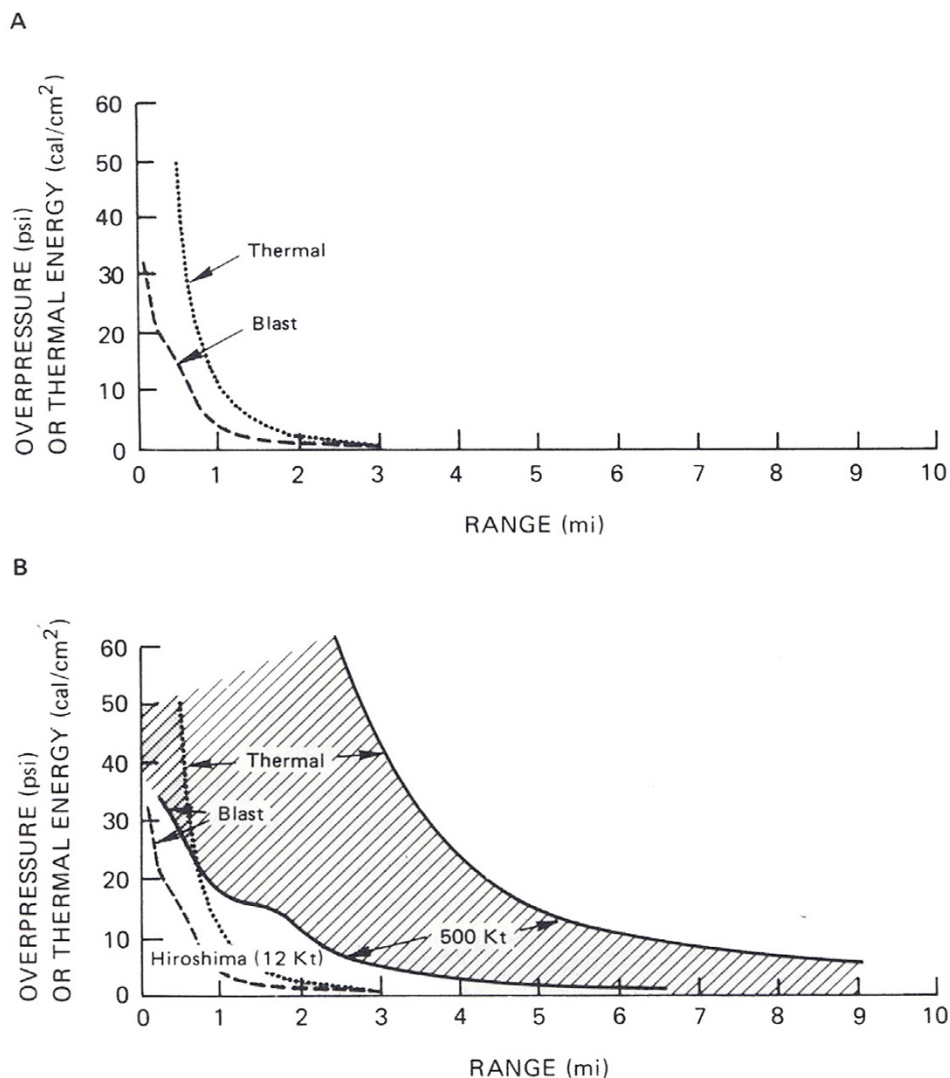 A
OVERPRESSURE (psi)
OR THERMAL ENERGY (cal/cm²)
60
50
40
30
20
10
0
Thermal
Blast
0 1 2 3 4 5 6 7 8 9 10
RANGE (mi)
B
OVERPRESSURE (psi)
OR THERMAL ENERGY (cal/cm²)
60
50
40
30
20
10
0
Thermal
Blast
500 Kt
Hiroshima (12 Kt)
0 1 2 3 4 5 6 7 8 9 10
RANGE (mi)